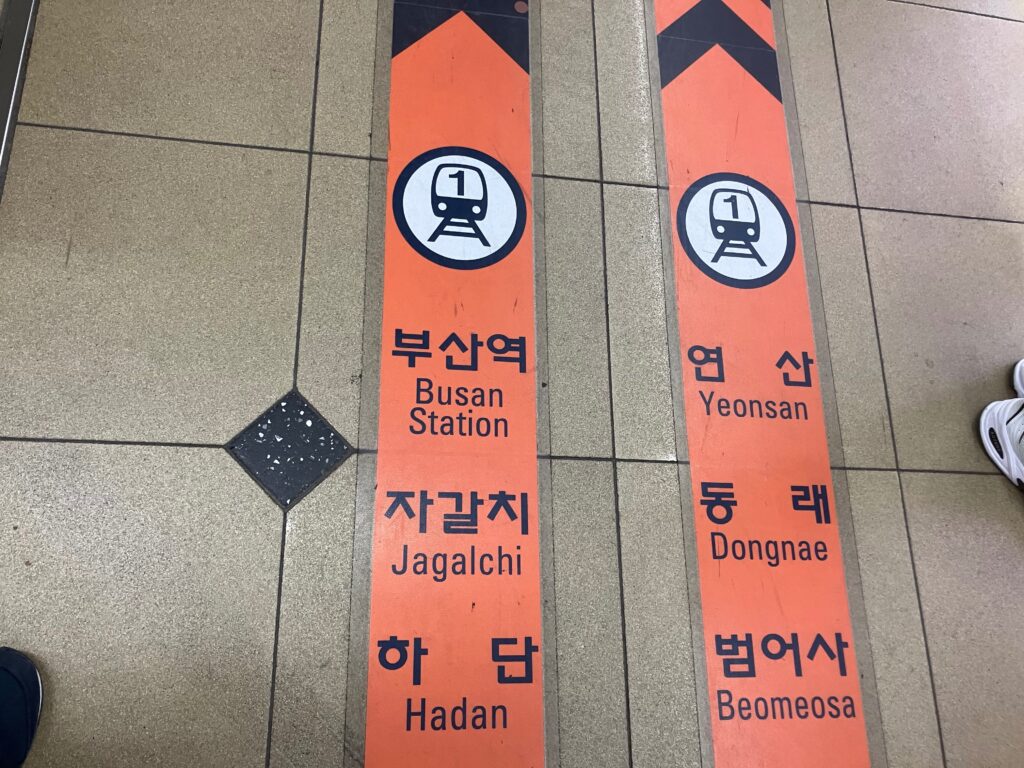 1
부산역
Busan
Station
자갈치
Jagalchi
하 단
Hadan
1
연 산
Yeonsan
동 래
Dongnae
범어사
Beomeosa